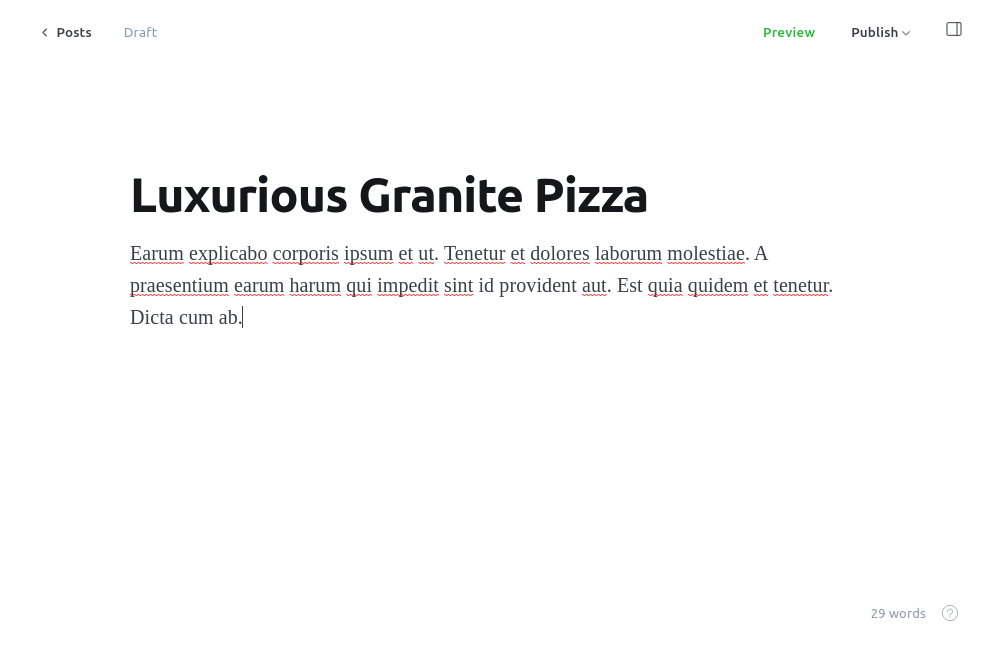 Posts
Draft
Preview
Publish
Luxurious Granite Pizza
Earum explicabo corporis ipsum et ut. Tenetur et dolores laborum molestiae. A
praesentium earum harum qui impedit sint id provident aut. Est quia quidem et tenetur.
Dicta cum ab.
29 words
?